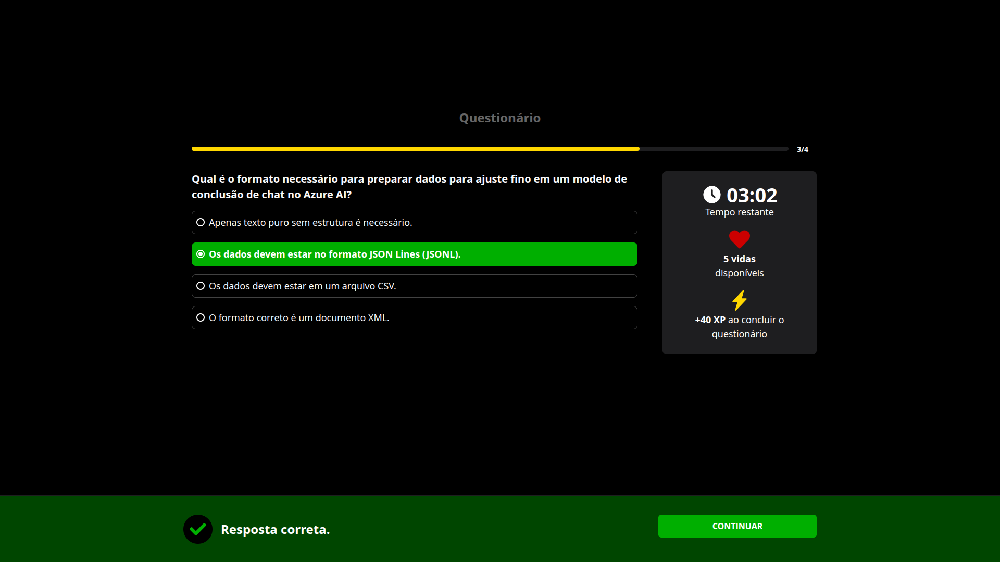 Questionário
3/4
Qual é o formato necessário para preparar dados para ajuste fino em um modelo de
conclusão de chat no Azure AI?
Apenas texto puro sem estrutura é necessário.
Os dados devem estar no formato JSON Lines (JSONL).
Os dados devem estar em um arquivo CSV.
O formato correto é um documento XML.
03:02
Tempo restante
5 vidas
disponíveis
+40 XP ao concluir o
questionário
Resposta correta.
CONTINUAR